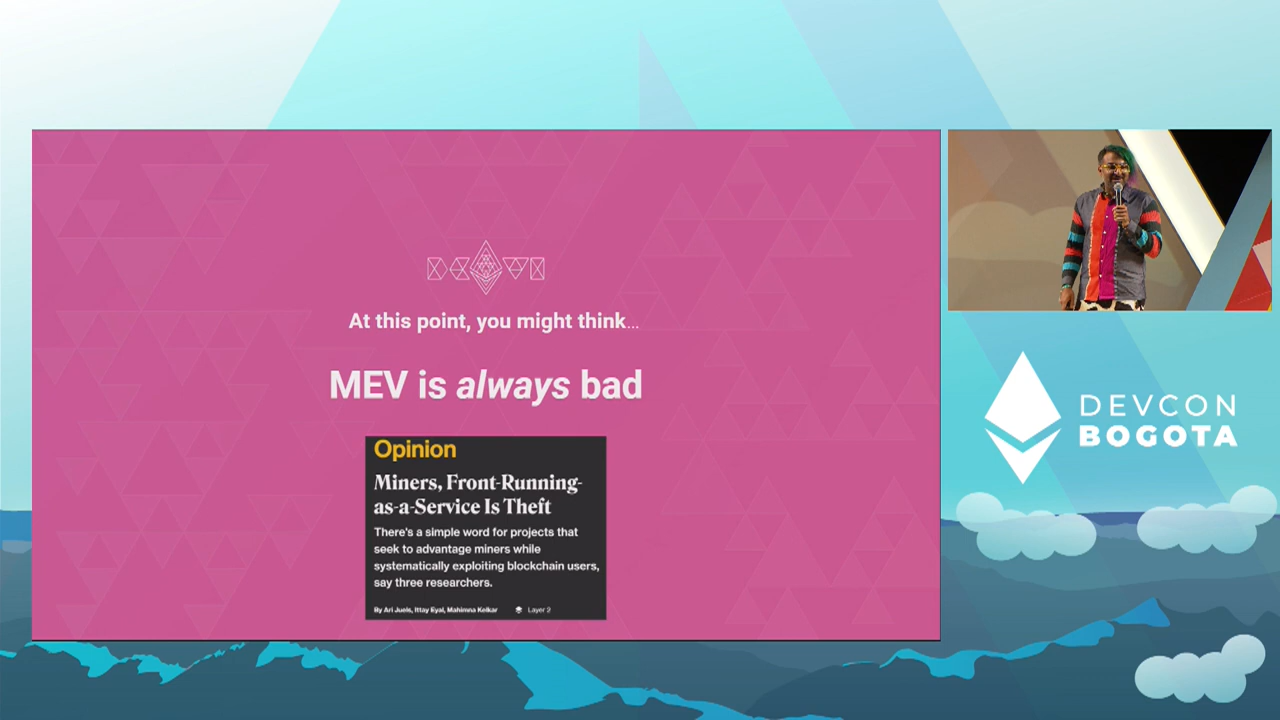 At this point, you might think...
MEV is always bad
Opinion
Miners, Front-Running-
as-a-Service Is Theft
There's a simple word for projects that
seek to advantage miners while
systematically exploiting blockchain users,
say three researchers.
By Ari Juels, Ittay Eyal, Mahimna Kelkar Layer 2
DEVCON
BOGOTA